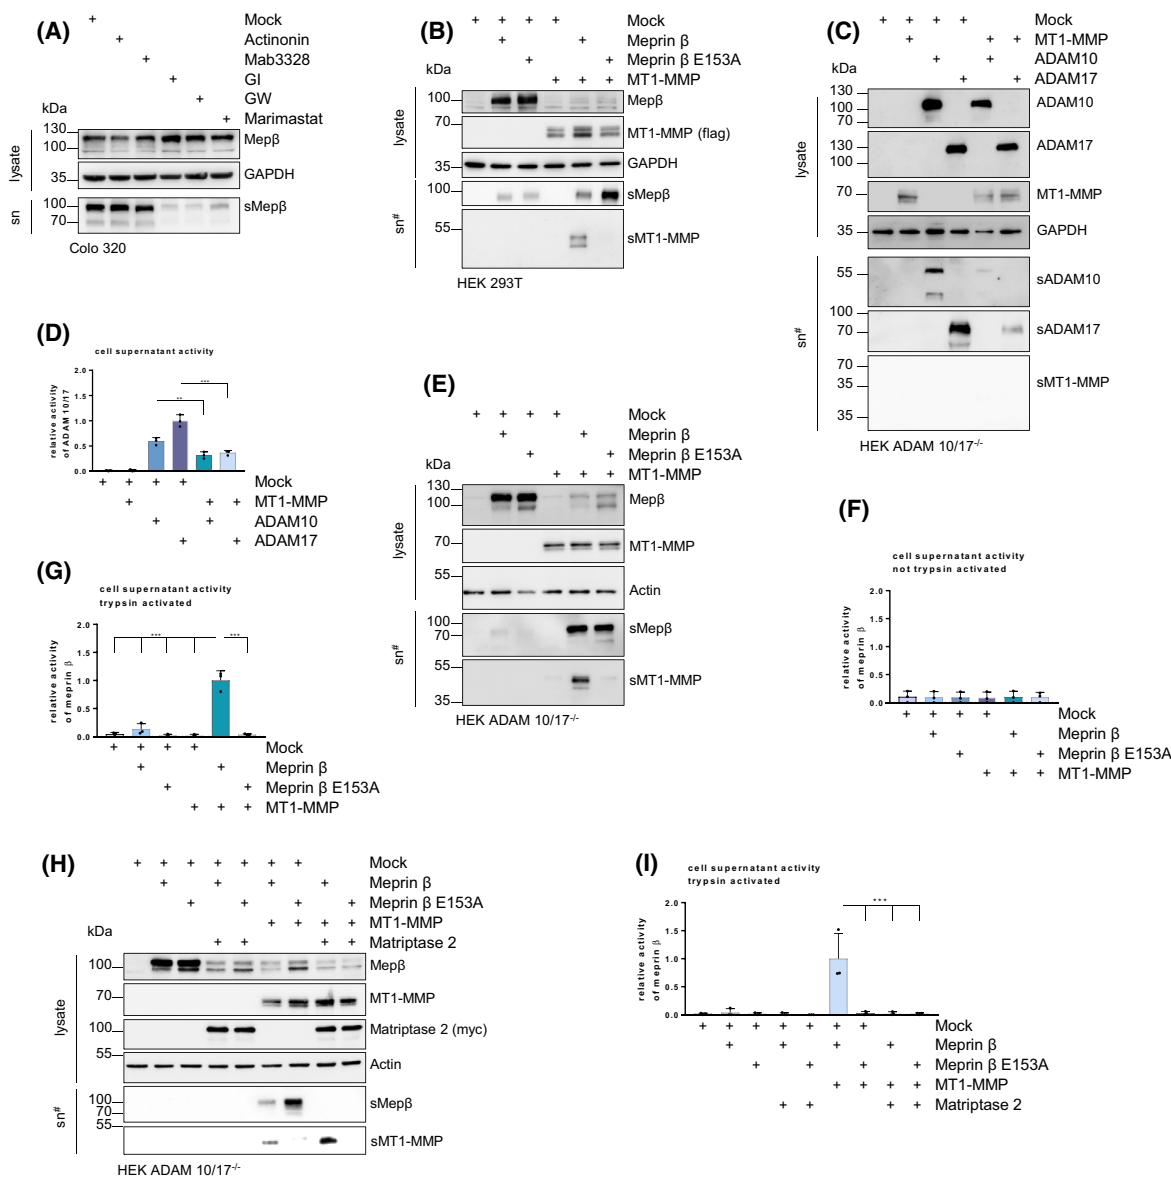 (A)
+ Mock
+ Actinonin
+ Mab3328
+ GI
+ GW
+ Marimastat
kDa
130
100
Mepβ
35
GAPDH
100
70
sMepβ
lysate
sn
Colo 320
(B)
+ + + + Mock
+ + Meprin β
+ + Meprin β E153A
+ + + MT1-MMP
kDa
100
Mepβ
70
MT1-MMP (flag)
35
GAPDH
100
sMepβ
55
sMT1-MMP
lysate
sn#
HEK 293T
(C)
+ + + + Mock
+ + + MT1-MMP
+ + ADAM10
+ + ADAM17
kDa
130
100
70
ADAM10
130
100
ADAM17
70
MT1-MMP
35
GAPDH
55
sADAM10
100
70
sADAM17
70
35
35
sMT1-MMP
lysate
sn#
HEK ADAM 10/17-/-
(D)
cell supernatant activity
relative activity
of ADAM 10/17
2.0
1.5
1.0
0.5
0.0
***
**
+ + + + Mock
+ + + MT1-MMP
+ + ADAM10
+ + ADAM17
(E)
+ + + + Mock
+ + Meprin β
+ + Meprin β E153A
+ + + MT1-MMP
kDa
130
100
Mepβ
70
MT1-MMP
55
Actin
100
70
sMepβ
55
35
sMT1-MMP
lysate
sn#
HEK ADAM 10/17-/-
(F)
cell supernatant activity
not trypsin activated
relative activity
of meprin β
2.0
1.5
1.0
0.5
0.0
+ + + + Mock
+ + Meprin β
+ + Meprin β E153A
+ + + MT1-MMP
(G)
cell supernatant activity
trypsin activated
relative activity
of meprin β
2.0
1.5
1.0
0.5
0.0
*** ***
+ + + + Mock
+ + Meprin β
+ + Meprin β E153A
+ + + MT1-MMP
(H)
+ + + + + + + Mock
+ + + + Meprin β
+ + + + Meprin β E153A
+ + + + MT1-MMP
+ + + + Matriptase 2
kDa
100
Mepβ
70
MT1-MMP
100
Matriptase 2 (myc)
55
Actin
100
70
sMepβ
55
sMT1-MMP
lysate
sn#
HEK ADAM 10/17-/-
(I)
cell supernatant activity
trypsin activated
relative activity
of meprin β
2.0
1.5
1.0
0.5
0.0
***
+ + + + + + + Mock
+ + + + Meprin β
+ + + + Meprin β E153A
+ + + + MT1-MMP
+ + + + Matriptase 2